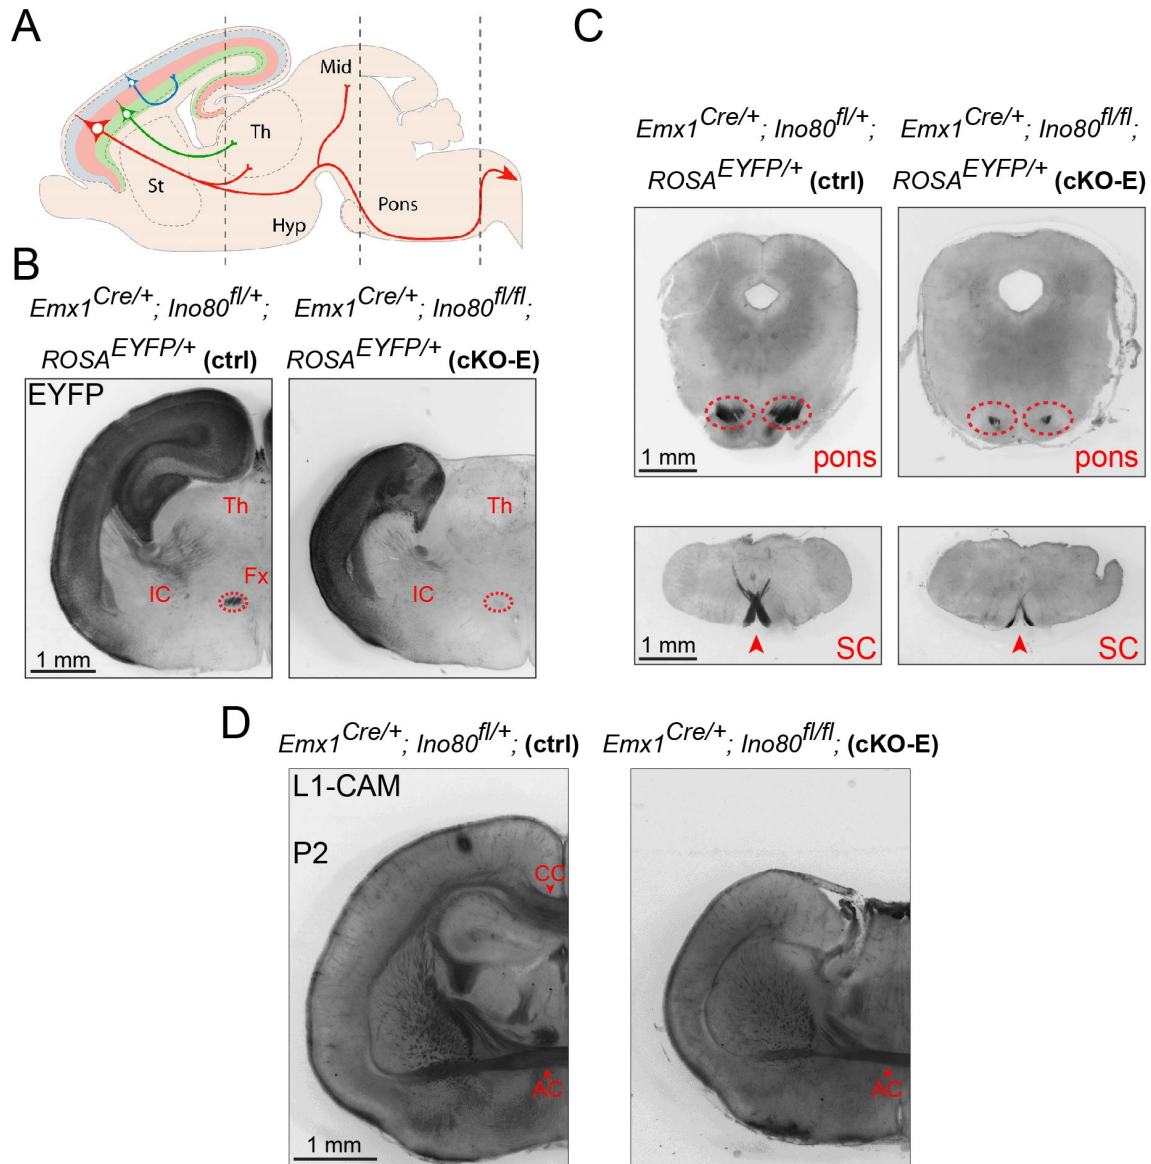 A
Mid
Th
St
Pons
Hyp
B
Emx1Cre/+; Ino80fl/+;
ROSAEYFP/+ (ctrl)
Emx1Cre/+; Ino80fl/fl;
ROSAEYFP/+ (cKO-E)
EYFP
Th
IC
Fx
1 mm
Th
IC
C
Emx1Cre/+; Ino80fl/+;
ROSAEYFP/+ (ctrl)
Emx1Cre/+; Ino80fl/fl;
ROSAEYFP/+ (cKO-E)
1 mm
pons
pons
1 mm
SC
SC
D
Emx1Cre/+; Ino80fl/+; (ctrl)
Emx1Cre/+; Ino80fl/fl; (cKO-E)
L1-CAM
P2
CC
AC
1 mm
AC